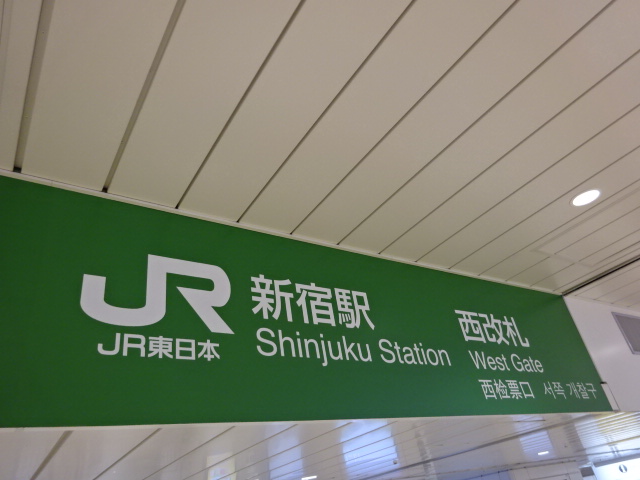 JR
JR東日本
新宿駅
Shinjuku Station
西改札
West Gate
西检票口 서쪽 개찰구